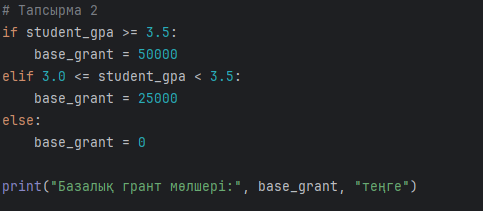 # Тапсырма 2
if student_gpa >= 3.5:
    base_grant = 50000
elif 3.0 <= student_gpa < 3.5:
    base_grant = 25000
else:
    base_grant = 0
print("Базалық грант мөлшері:", base_grant, "теңге")